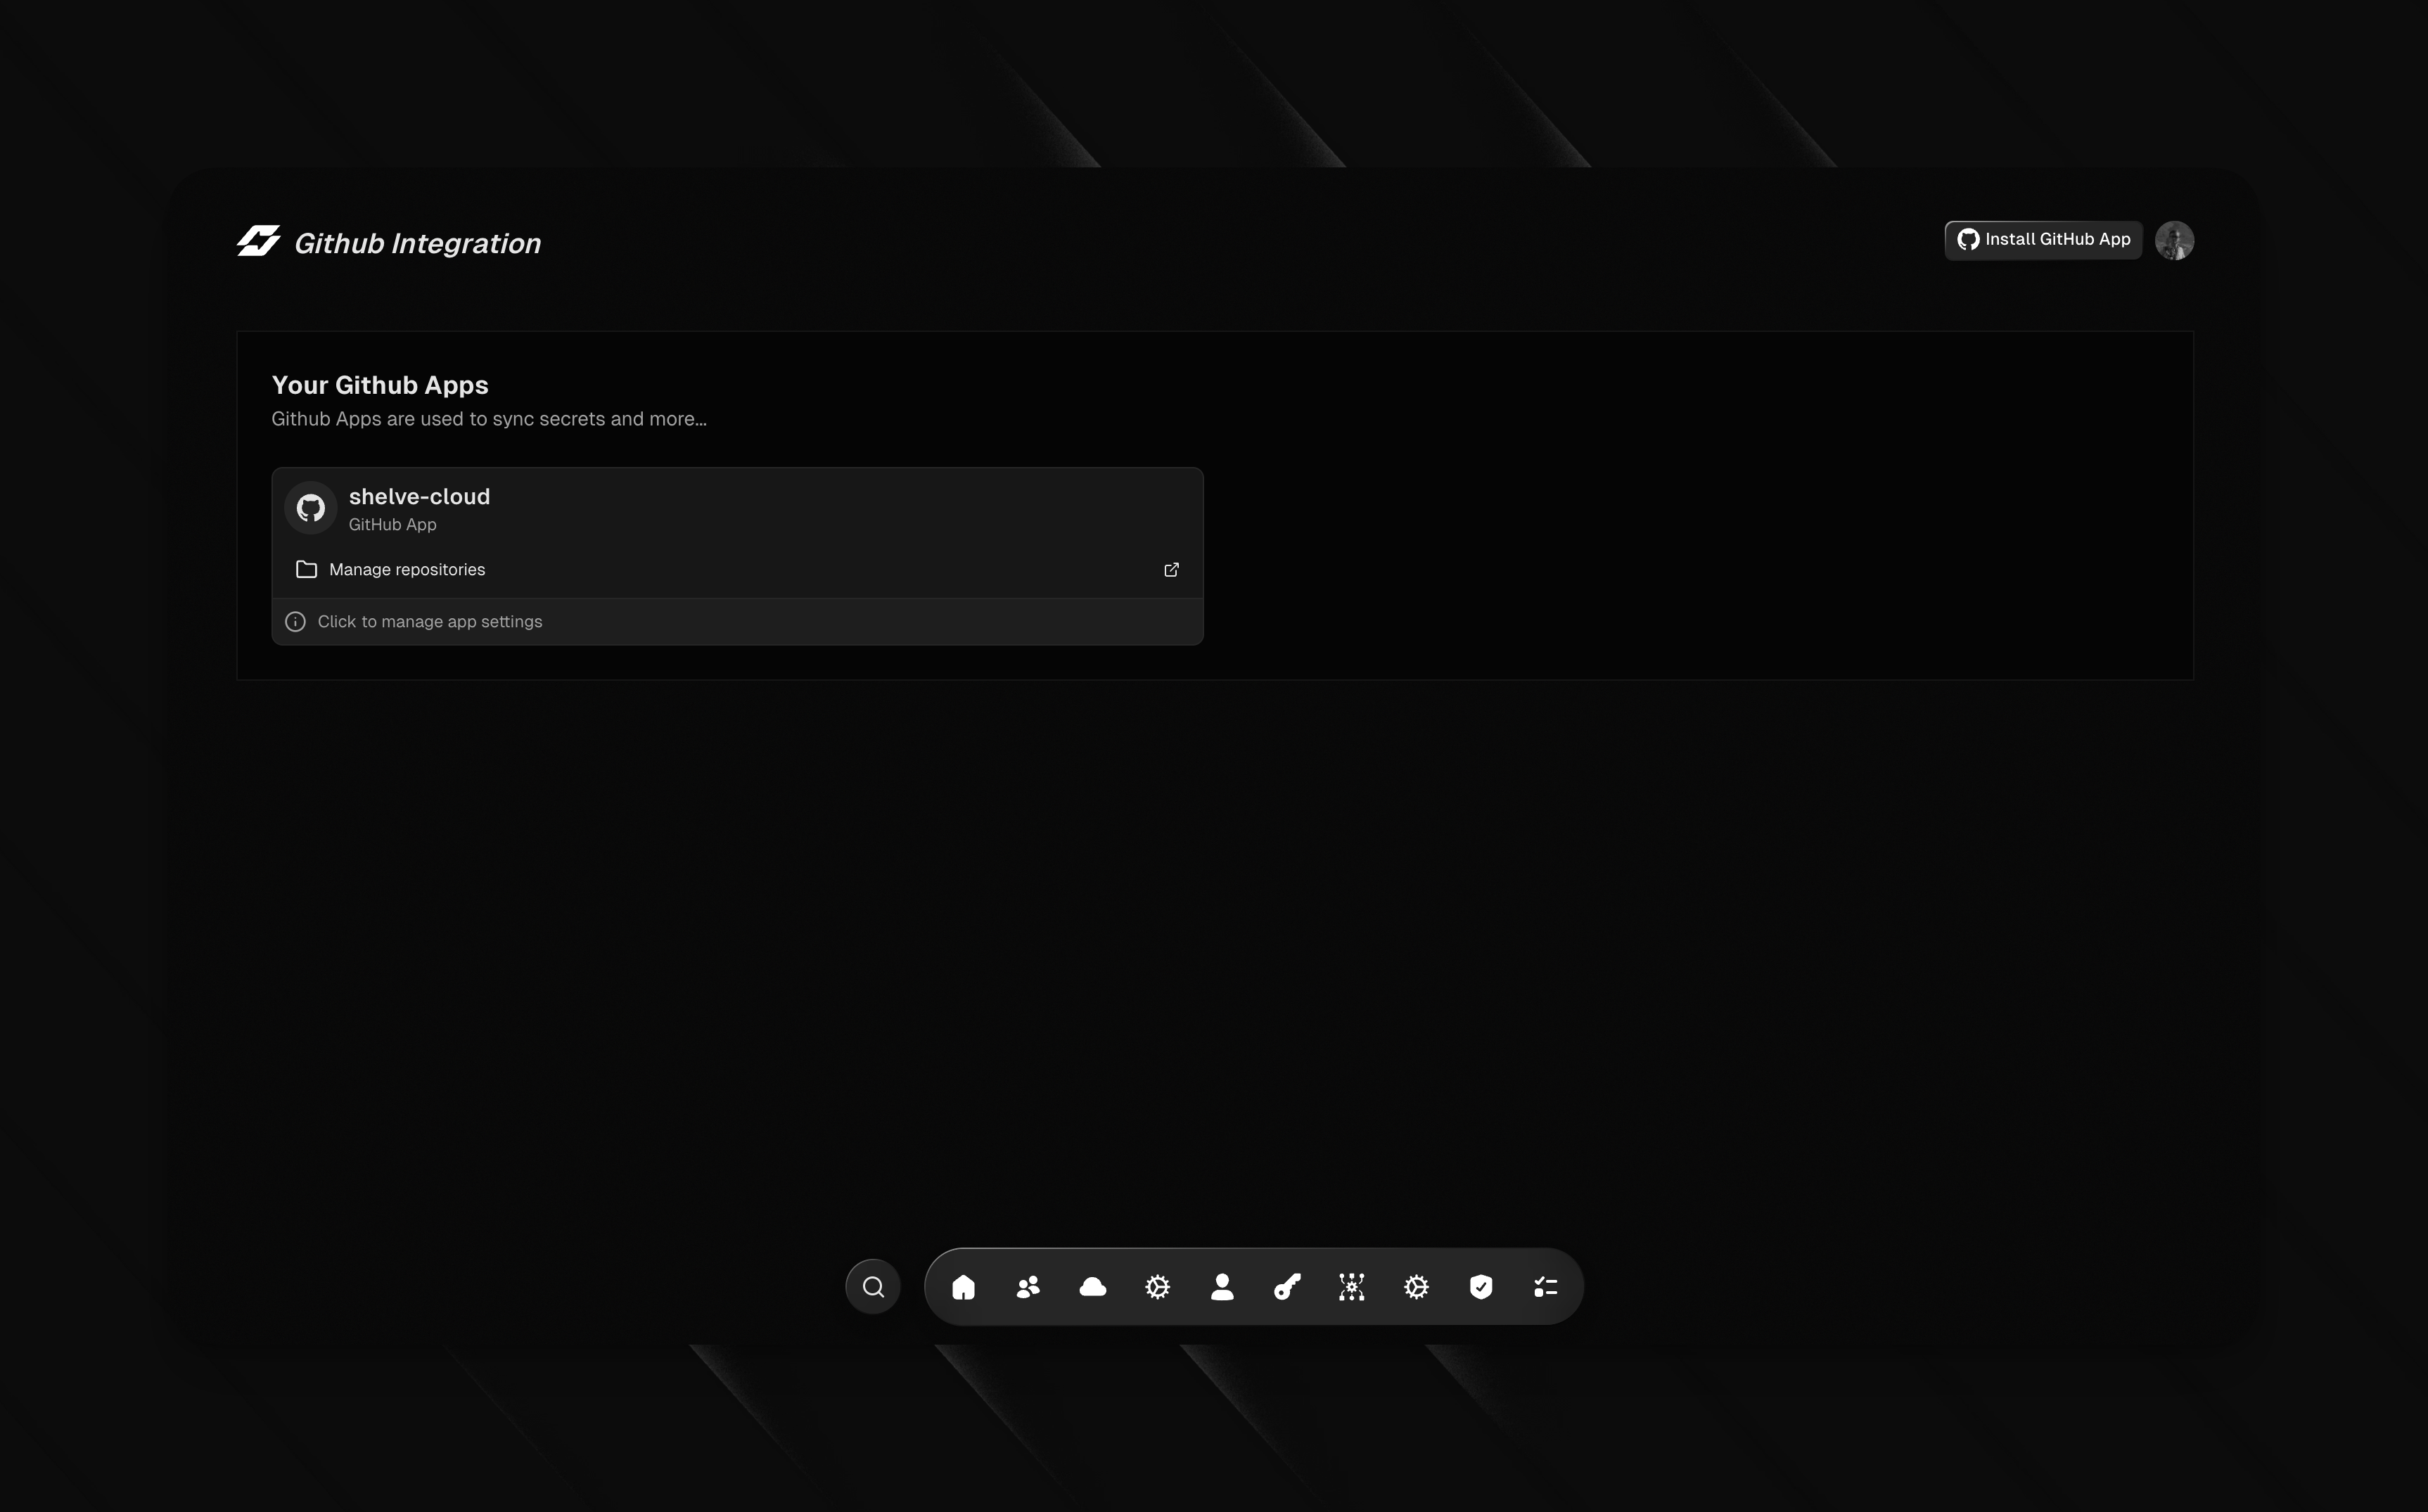 Github Integration
Install GitHub App
Your Github Apps
Github Apps are used to sync secrets and more...
shelve-cloud
GitHub App
Manage repositories
Click to manage app settings